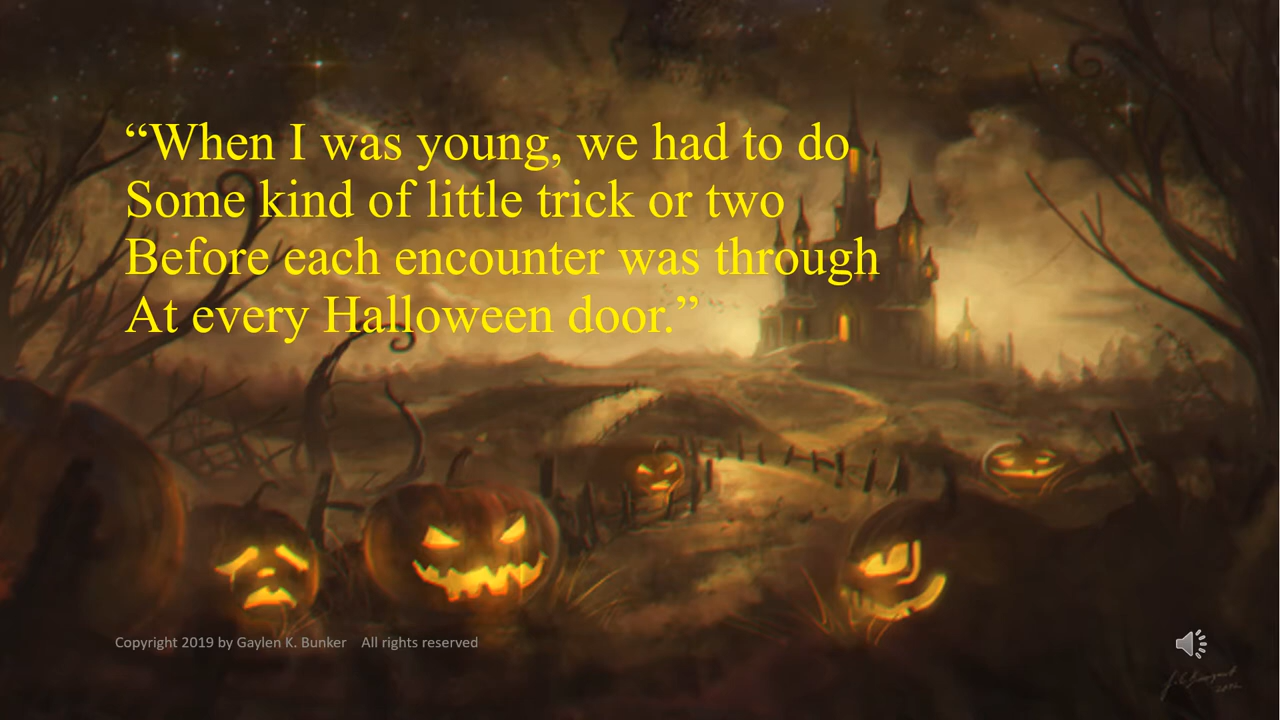 “When I was young, we had to do
Some kind of little trick or two
Before each encounter was through
At every Halloween door.”
Copyright 2019 by Gaylen K. Bunker All rights reserved